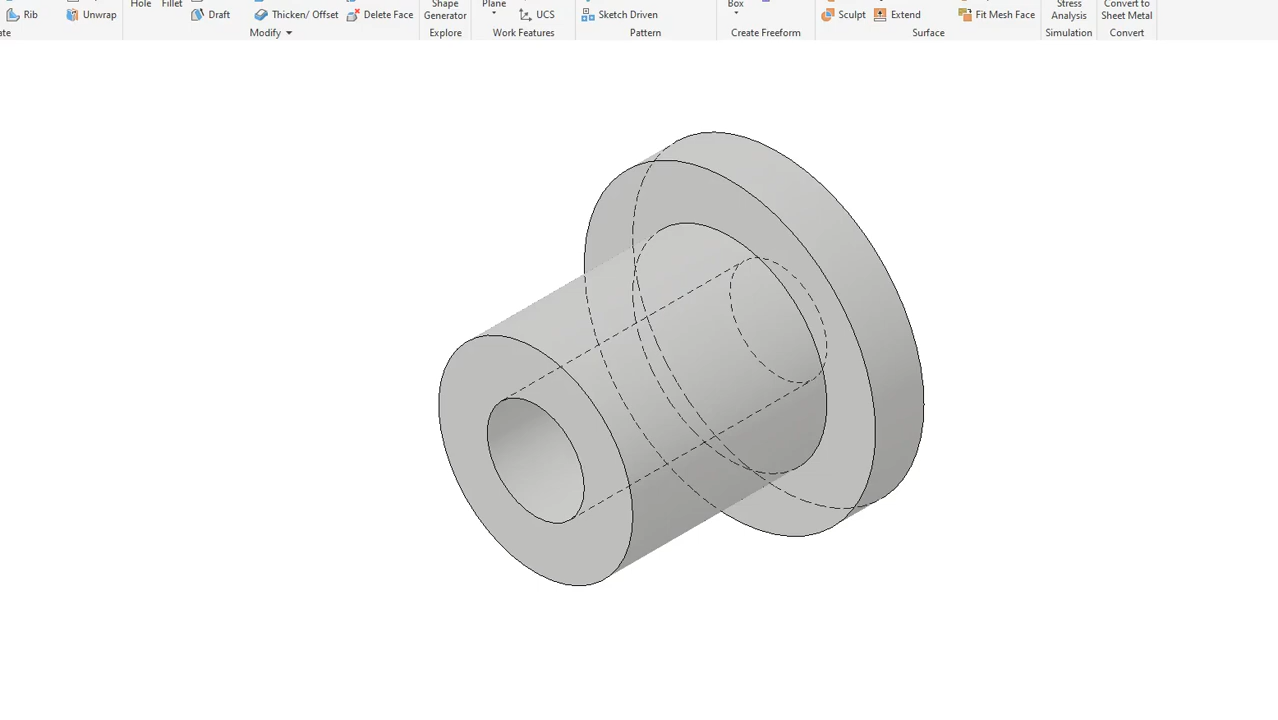 Hole Fillet Shape Plane Box Stress Convert to
Rib Unwrap Draft Thicken/ Offset Delete Face Generator UCS Sketch Driven Sculpt Extend Fit Mesh Face Analysis Sheet Metal
ate Modify Explore Work Features Pattern Create Freeform Surface Simulation Convert